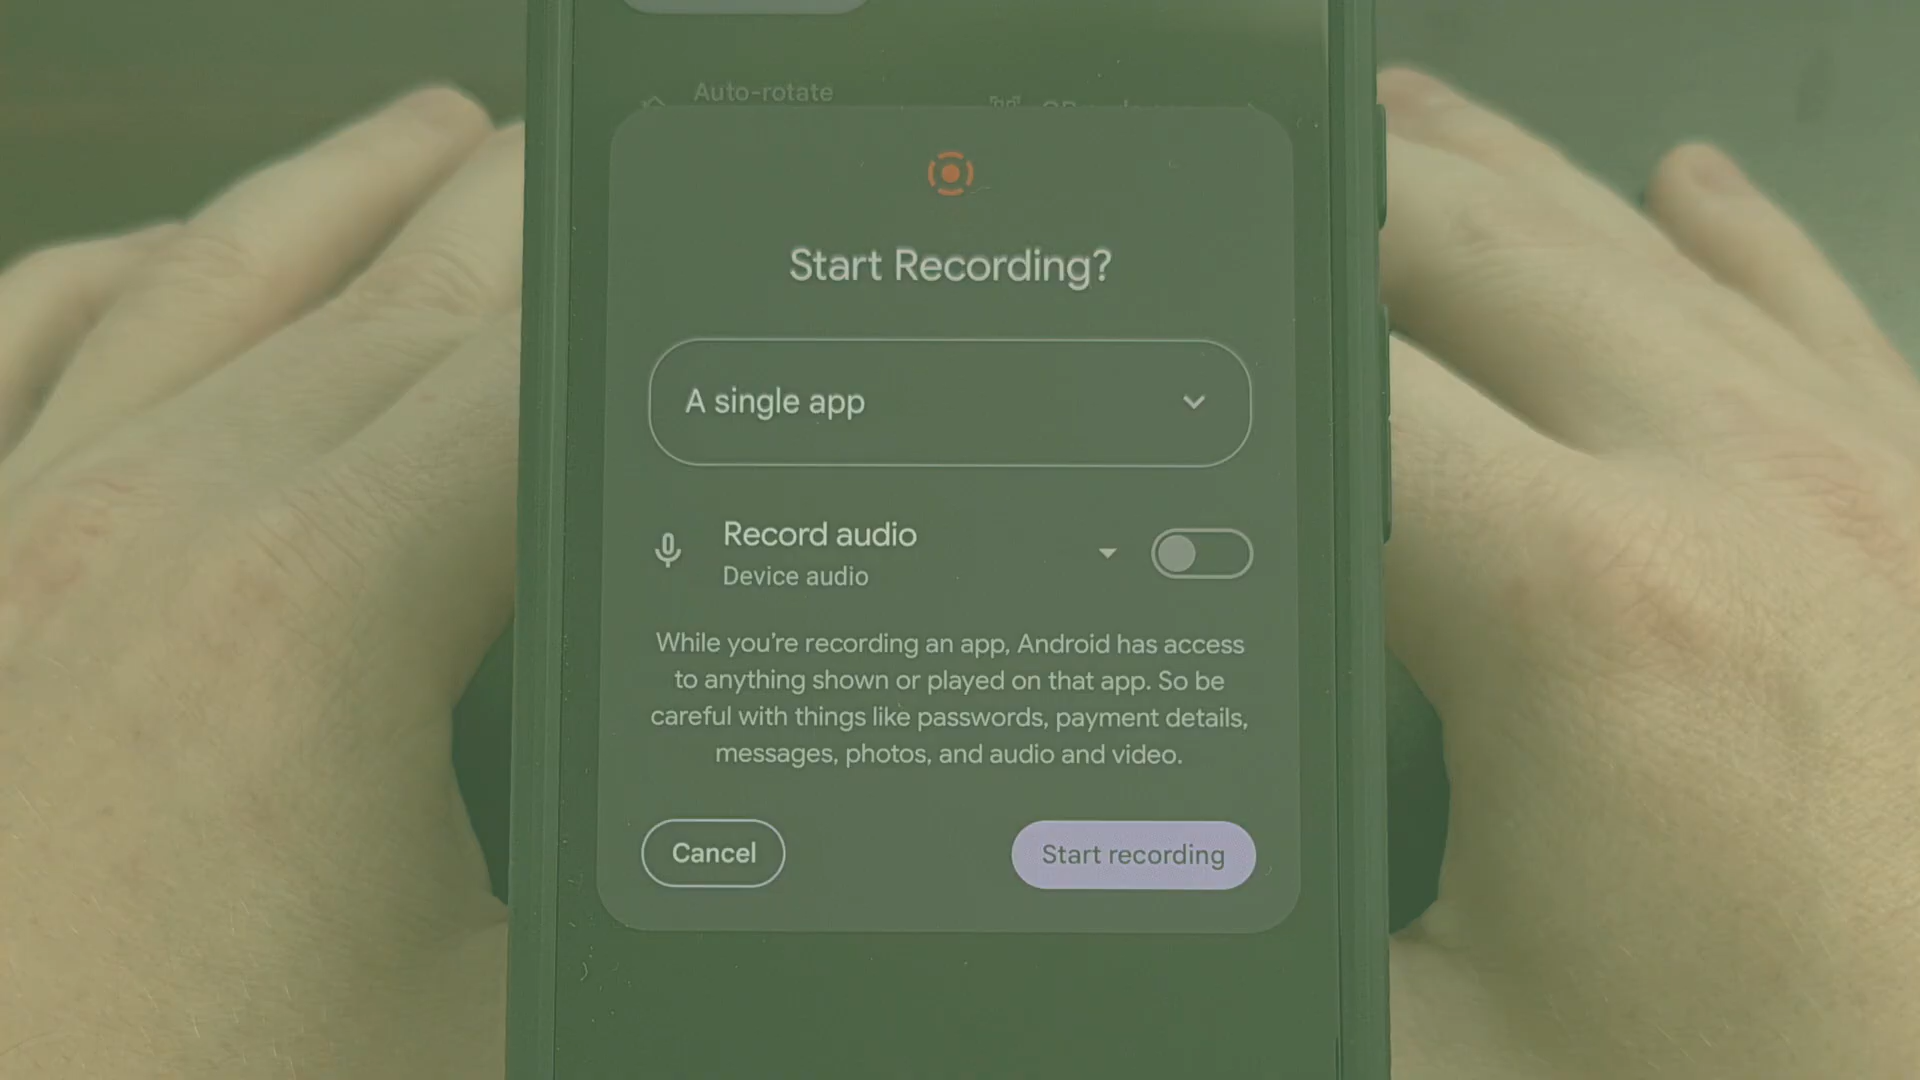 Auto-rotate
Start Recording?
A single app
Record audio
Device audio
While you're recording an app, Android has access
to anything shown or played on that app. So be
careful with things like passwords, payment details,
messages, photos, and audio and video.
Cancel
Start recording